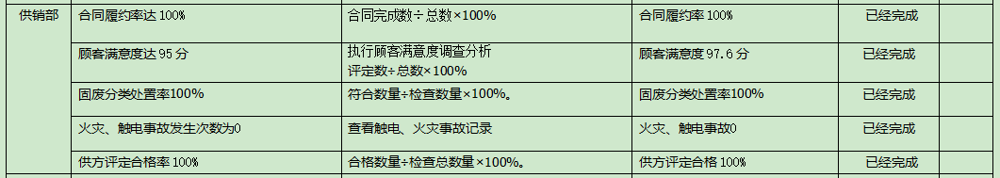 供销部 合同履约率达 100% 合同完成数÷总数×100% 合同履约率 100% 已经完成
顾客满意度达 95 分 执行顾客满意度调查分析 顾客满意度 97.6 分 已经完成
评定数÷总数×100%
固废分类处置率100% 符合数量÷检查数量×100%。 固废分类处置率100% 已经完成
火灾、触电事故发生次数为0 查看触电、火灾事故记录 火灾、触电事故0 已经完成
供方评定合格率 100% 合格数量÷检查总数量×100%。 供方评定合格 100% 已经完成